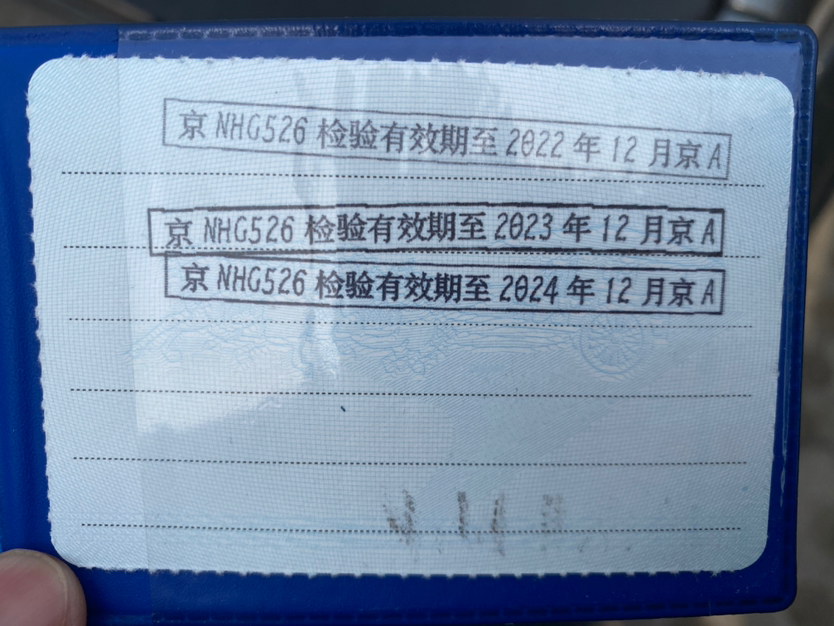 京 NHG526 检验有效期至 2022 年 12 月京 A
京 NHG526 检验有效期至 2023 年 12 月京 A
京 NHG526 检验有效期至 2024 年 12 月京 A